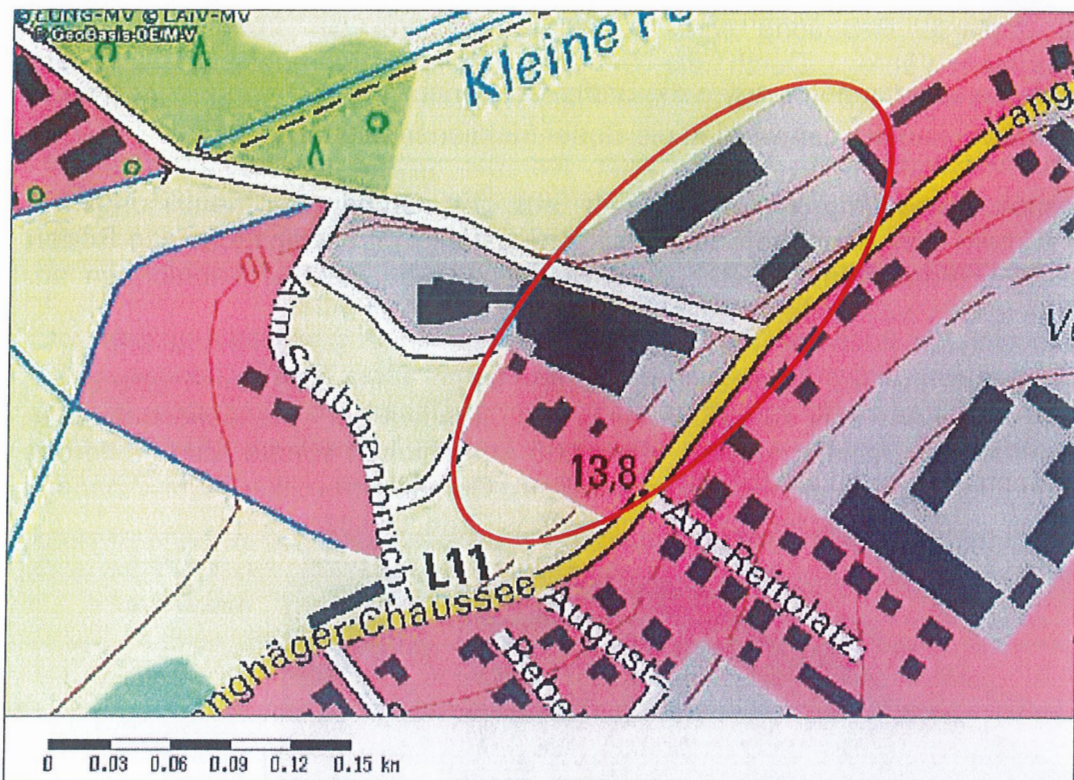 © LUNG-MV © LAiV-MV
© GeoBasis-DE/M-V
Kleine
Lang
10
Am Stubbenbruch
13,8
L11
Am Reitplatz
Chaussee
August
Bebel
0 0.03 0.06 0.09 0.12 0.15 km